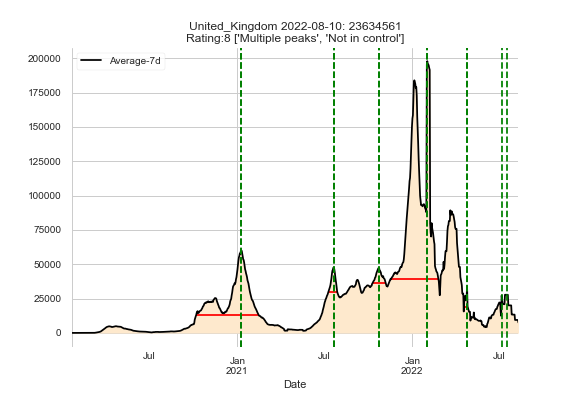 United_Kingdom 2022-08-10: 23634561
Rating:8 ['Multiple peaks', 'Not in control']
Average-7d
200000
175000
150000
125000
100000
75000
50000
25000
0
Jul
Jan
2021
Jul
Jan
2022
Jul
Date